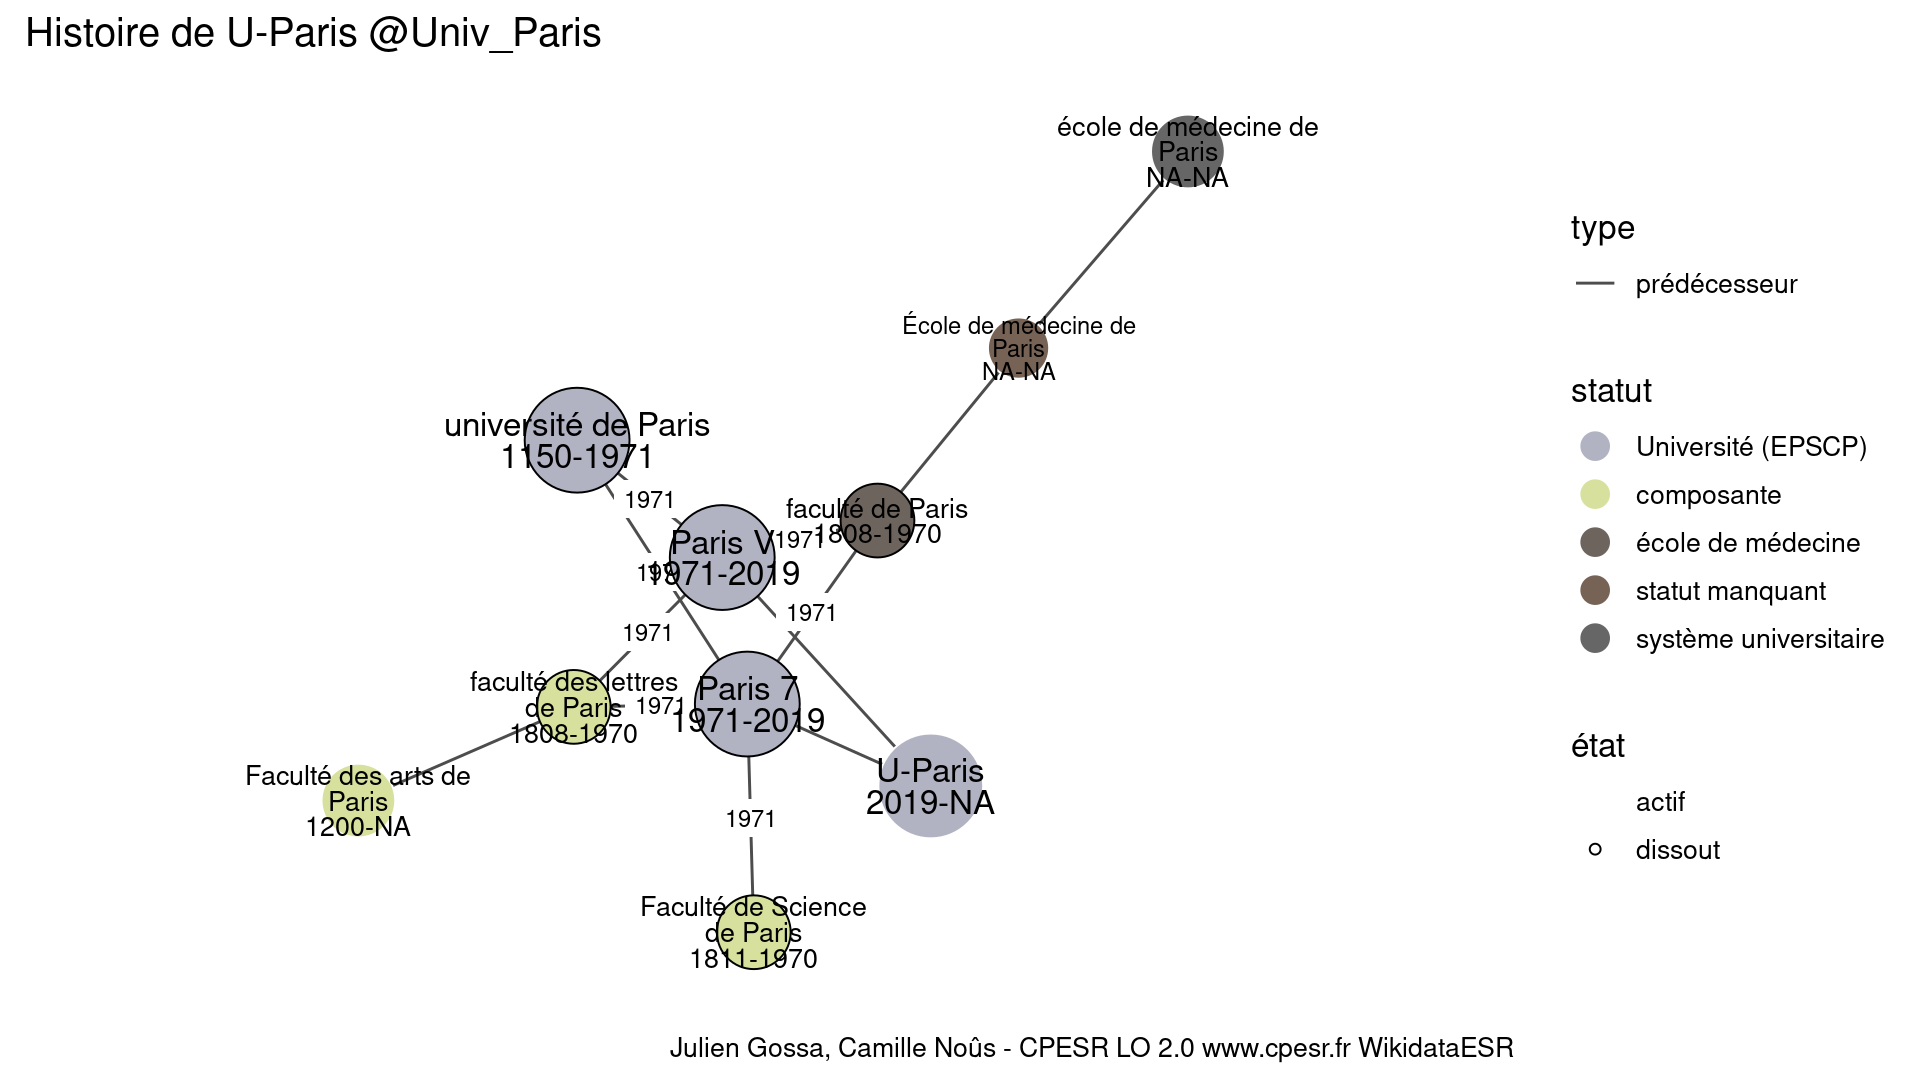 Histoire de U-Paris @Univ_Paris
école de médecine de
Paris
NA-NA
École de médecine de
Paris
NA-NA
université de Paris
1150-1971
1971
faculté de Paris
1808-1970
1971
Paris V
1971-2019
1971
1971
faculté des lettres
de Paris
1808-1970
1971
Paris 7
1971-2019
Faculté des arts de
Paris
1200-NA
U-Paris
2019-NA
1971
Faculté de Science
de Paris
1811-1970
type
prédécesseur
statut
Université (EPSCP)
composante
école de médecine
statut manquant
système universitaire
état
actif
dissout
Julien Gossa, Camille Noûs - CPESR LO 2.0 www.cpesr.fr WikidataESR